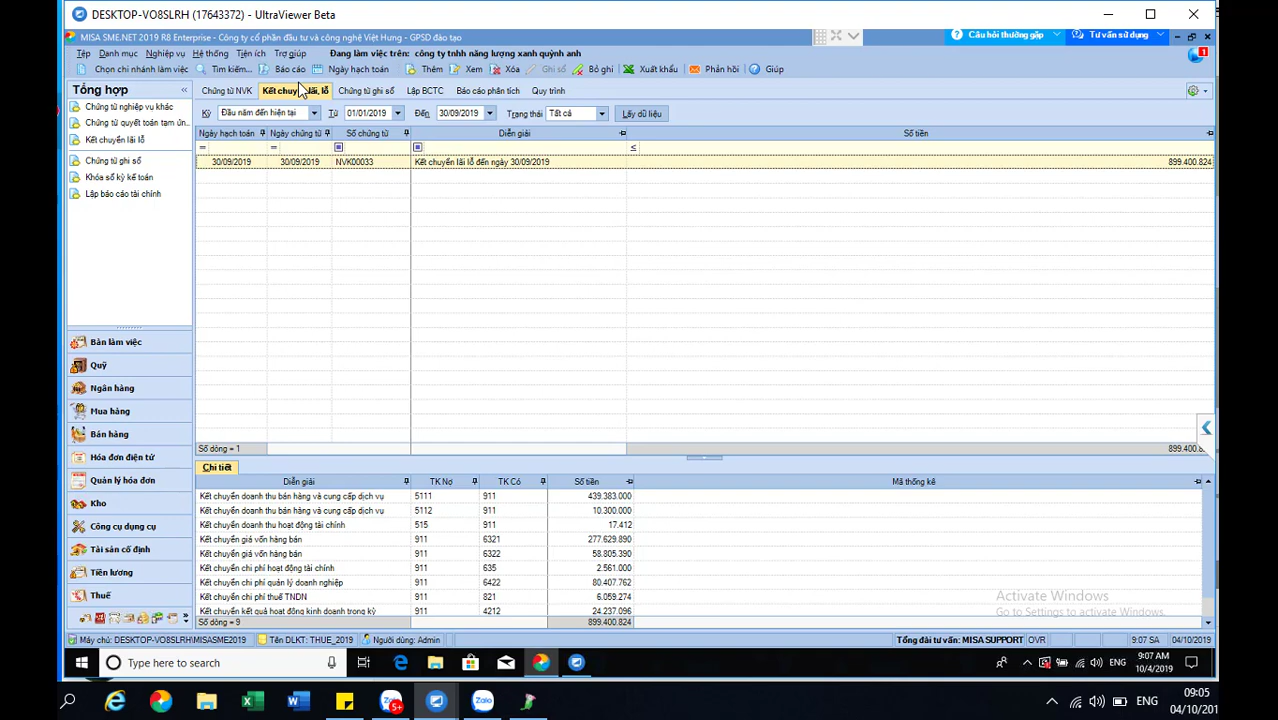 DESKTOP-VO8SLRH (17643372) - UltraViewer Beta
MISA SME.NET 2019 R8 Enterprise - Công ty cổ phần đầu tư và công nghệ Việt Hưng - GPSD đào tạo
Câu hỏi thường gặp
Tư vấn sử dụng
Tệp Danh mục Nghiệp vụ Hệ thống Tiện ích Trợ giúp Đang làm việc trên: công ty tnhh năng lượng xanh quỳnh anh
1
Chọn chi nhánh làm việc Tìm kiếm... Báo cáo Ngày hạch toán Thêm Xem Xóa Ghi sổ Bỏ ghi Xuất khẩu Phản hồi Giúp
Tổng hợp
Chứng từ NVK Kết chuyển lãi, lỗ Chứng từ ghi sổ Lập BCTC Báo cáo phân tích Quy trình
Chứng từ nghiệp vụ khác
Chứng từ quyết toán tạm ứn...
Kết chuyển lãi lỗ
Chứng từ ghi sổ
Khóa sổ kỳ kế toán
Lập báo cáo tài chính
Kỳ Đầu năm đến hiện tại Từ 01/01/2019 Đến 30/09/2019 Trạng thái Tất cả Lấy dữ liệu
Ngày hạch toán Ngày chứng từ Số chứng từ Diễn giải Số tiền
= = ≤
30/09/2019 30/09/2019 NVK00033 Kết chuyển lãi lỗ đến ngày 30/09/2019 899.400.824
Số dòng = 1
Bàn làm việc
Quỹ
Ngân hàng
Mua hàng
Bán hàng
Hóa đơn điện tử
Quản lý hóa đơn
Kho
Công cụ dụng cụ
Tài sản cố định
Tiền lương
Thuế
Chi tiết
Diễn giải TK Nợ TK Có Số tiền Mã thống kê
Kết chuyển doanh thu bán hàng và cung cấp dịch vụ 5111 911 439.383.000
Kết chuyển doanh thu bán hàng và cung cấp dịch vụ 5112 911 10.300.000
Kết chuyển doanh thu hoạt động tài chính 515 911 17.412
Kết chuyển giá vốn hàng bán 911 6321 277.629.890
Kết chuyển giá vốn hàng bán 911 6322 58.805.390
Kết chuyển chi phí hoạt động tài chính 911 635 2.561.000
Kết chuyển chi phí quản lý doanh nghiệp 911 6422 80.407.762
Kết chuyển chi phí thuế TNDN 911 821 6.059.274
Kết chuyển kết quả hoạt động kinh doanh trong kỳ 911 4212 24.237.096
Số dòng = 9 899.400.824
Activate Windows
Go to Settings to activate Windows.
Máy chủ: DESKTOP-VO8SLRH\MISASME2019 Tên DLKT: THUE_2019 Người dùng: Admin Tổng đài tư vấn: MISA SUPPORT OVR 9:07 SA 04/10/2019
Type here to search
ENG
9:07 AM
10/4/2019
5+
ENG
09:05